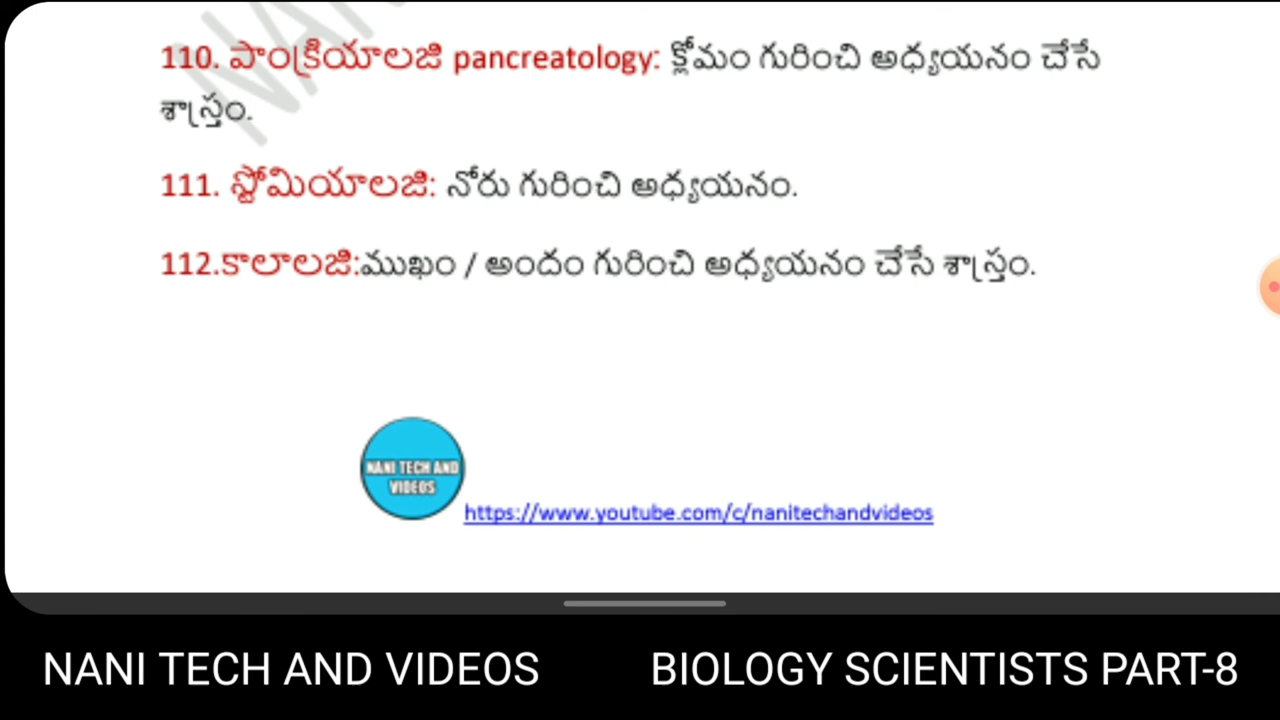 NAN
110. పాంక్రియాలజి pancreatology: క్లోమం గురించి అధ్యయనం చేసే
శాస్త్రం.
111. స్టోమియాలజి: నోరు గురించి అధ్యయనం.
112.కాలాలజి:ముఖం / అందం గురించి అధ్యయనం చేసే శాస్త్రం.
NANI TECH AND
VIDEOS
https://www.youtube.com/c/nanitechandvideos
NANI TECH AND VIDEOS BIOLOGY SCIENTISTS PART-8